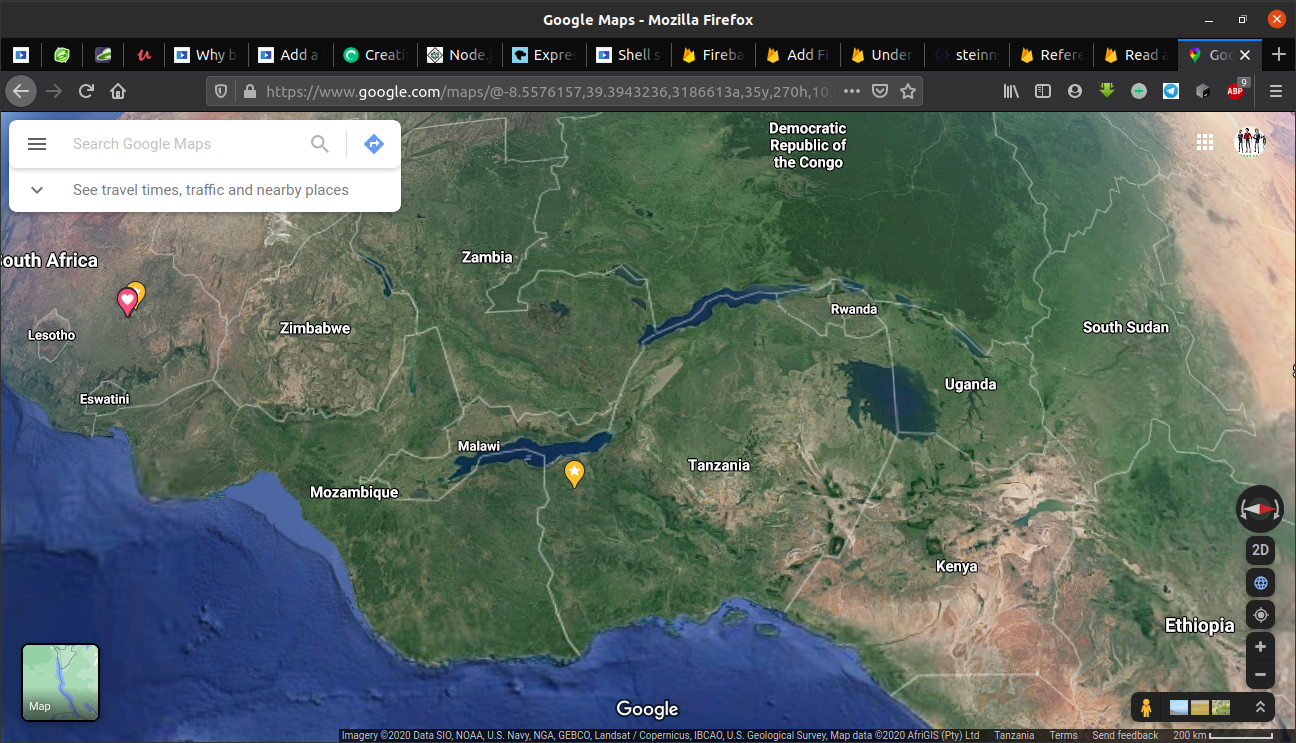 Google Maps - Mozilla Firefox
Why b
Add a
Creati
Node.
Expres
Shell s
Fireba
Add Fi
Under
steinn
Refere
Read a
Goo
https://www.google.com/maps/@-8.5576157,39.3943236,3186613a,35y,270h,10.
9
ABP
Search Google Maps
See travel times, traffic and nearby places
Democratic
Republic of
the Congo
outh Africa
Zambia
Rwanda
Lesotho
Zimbabwe
South Sudan
Uganda
Eswatini
Malawi
Tanzania
Mozambique
2D
Kenya
Ethiopia
Map
Google
Imagery ©2020 Data SIO, NOAA, U.S. Navy, NGA, GEBCO, Landsat / Copernicus, IBCAO, U.S. Geological Survey, Map data ©2020 AfriGIS (Pty) Ltd Tanzania Terms Send feedback 200 km